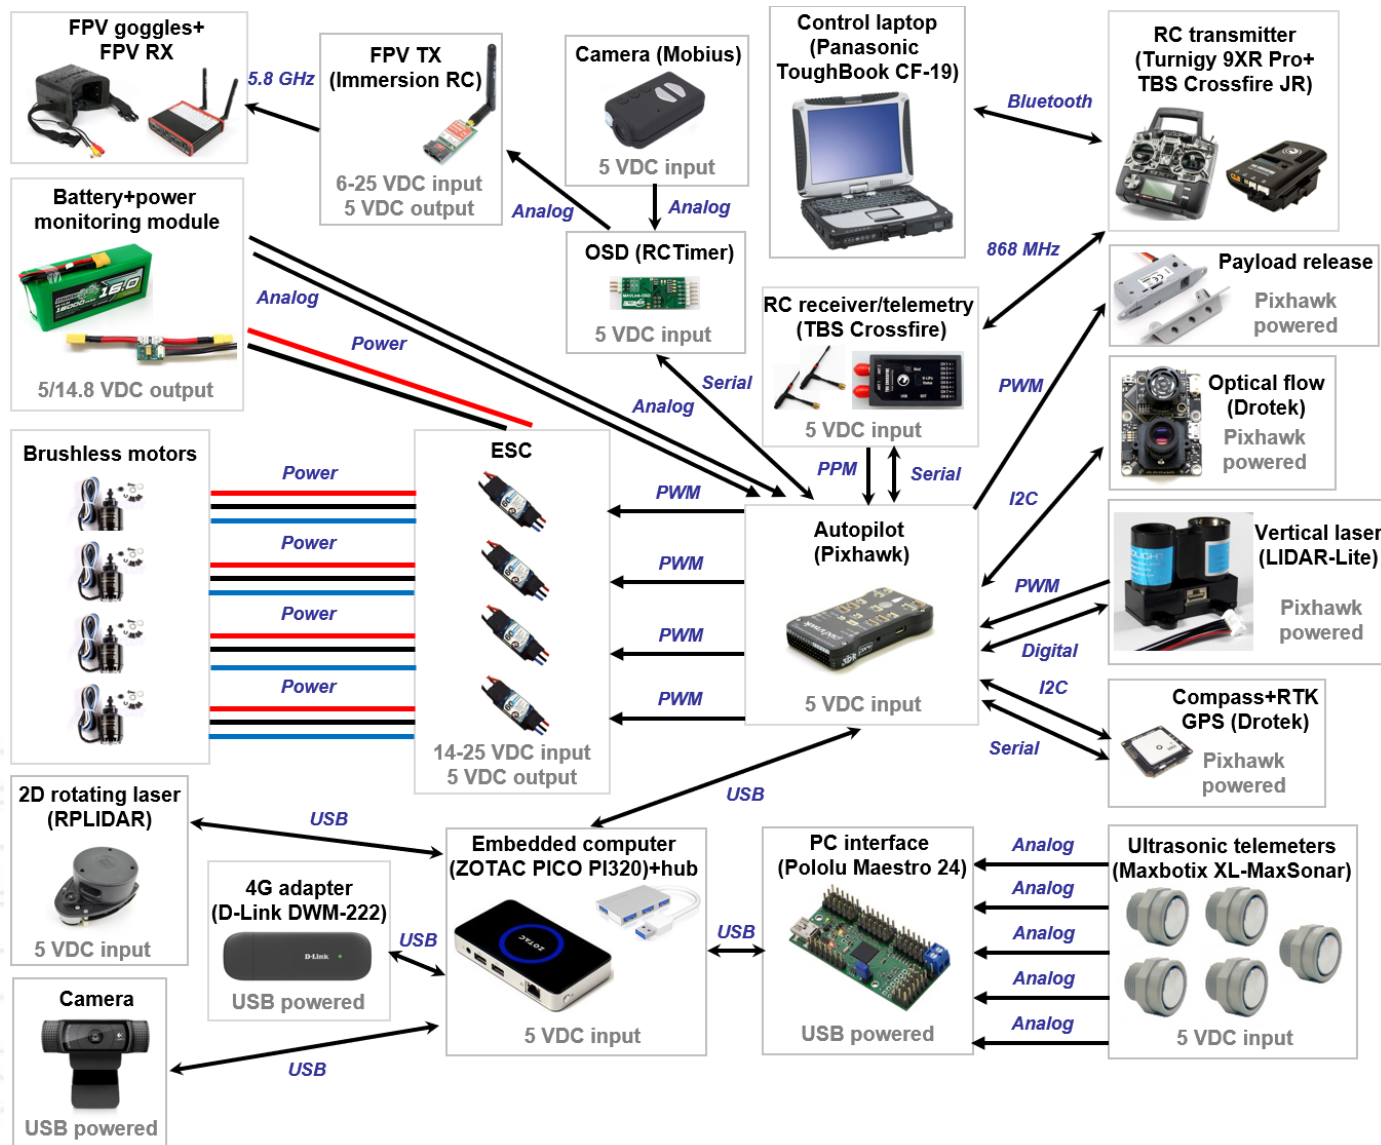 FPV goggles+
FPV RX
5.8 GHz
FPV TX
(Immersion RC)
6-25 VDC input
5 VDC output
Camera (Mobius)
5 VDC input
Analog
Analog
OSD (RCTimer)
5 VDC input
Control laptop
(Panasonic
ToughBook CF-19)
Bluetooth
RC transmitter
(Turnigy 9XR Pro+
TBS Crossfire JR)
868 MHz
Battery+power
monitoring module
5/14.8 VDC output
Analog
Power
Serial
Analog
RC receiver/telemetry
(TBS Crossfire)
5 VDC input
PPM
Serial
Payload release
Pixhawk
powered
PWM
Optical flow
(Drotek)
Pixhawk
powered
I2C
Brushless motors
Power
Power
Power
Power
ESC
14-25 VDC input
5 VDC output
PWM
PWM
PWM
PWM
Autopilot
(Pixhawk)
5 VDC input
Vertical laser
(LIDAR-Lite)
Pixhawk
powered
PWM
Digital
Compass+RTK
GPS (Drotek)
Pixhawk
powered
I2C
Serial
USB
2D rotating laser
(RPLIDAR)
5 VDC input
USB
4G adapter
(D-Link DWM-222)
D-Link
USB powered
USB
Embedded computer
(ZOTAC PICO PI320)+hub
ZOTAC
5 VDC input
USB
PC interface
(Pololu Maestro 24)
USB powered
Analog
Analog
Analog
Analog
Analog
Ultrasonic telemeters
(Maxbotix XL-MaxSonar)
5 VDC input
Camera
USB powered
USB